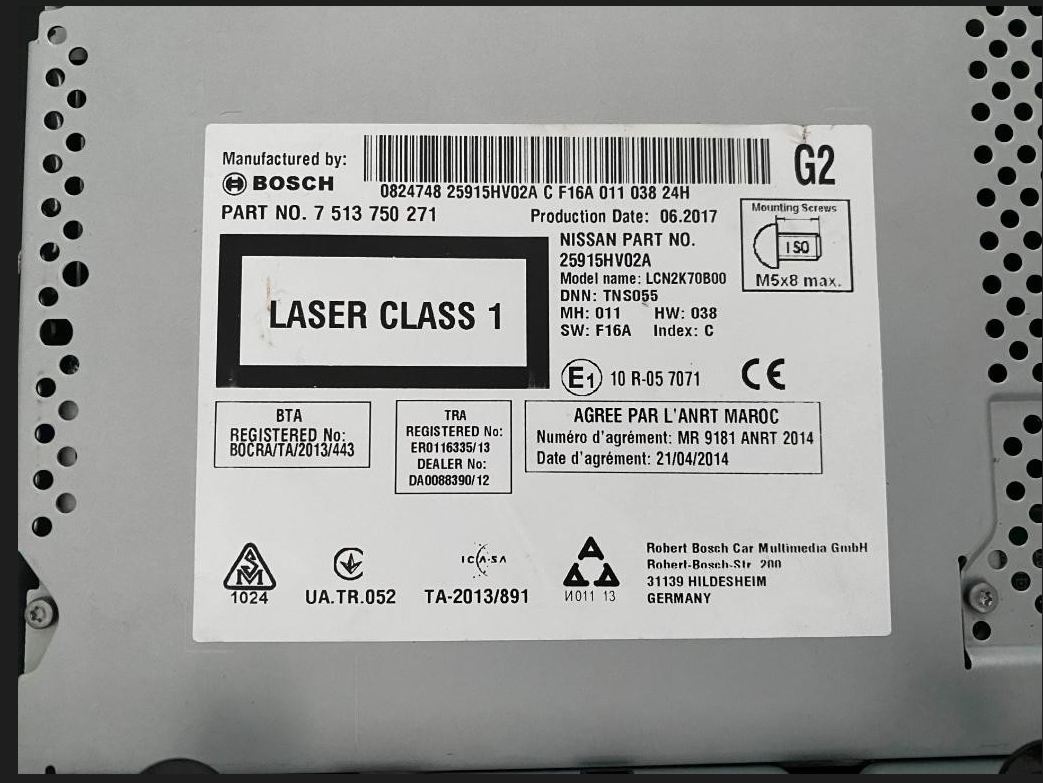 Manufactured by:
BOSCH
G2
0824748 25915HV02A C F16A 011 038 24H
PART NO. 7 513 750 271
Production Date: 06.2017
Mounting Screws
ISO
M5x8 max.
NISSAN PART NO.
25915HV02A
Model name: LCN2K70B00
DNN: TNS055
MH: 011 HW: 038
SW: F16A Index: C
LASER CLASS 1
E1 10 R-05 7071
CE
BTA
REGISTERED No:
BOCRA/TA/2013/443
TRA
REGISTERED No:
ER0116335/13
DEALER No:
DA0088390/12
AGREE PAR L'ANRT MAROC
Numéro d'agrément: MR 9181 ANRT 2014
Date d'agrément: 21/04/2014
1024
UA.TR.052
ICASA
TA-2013/891
И011 13
Robert Bosch Car Multimedia GmbH
Robert-Bosch-Str. 200
31139 HILDESHEIM
GERMANY